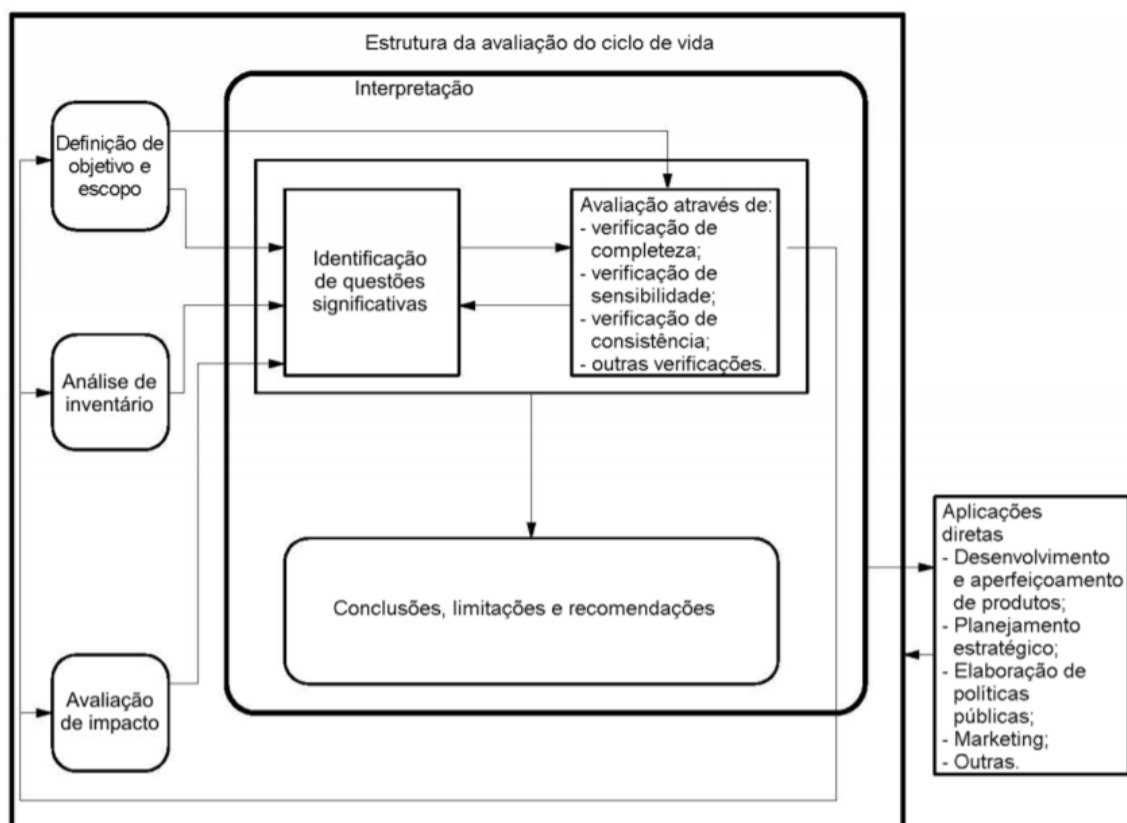 Estrutura da avaliação do ciclo de vida
Interpretação
Definição de
objetivo e
escopo
Análise de
inventário
Avaliação
de impacto
Identificação
de questões
significativas
Avaliação através de:
- verificação de
completeza;
- verificação de
sensibilidade;
- verificação de
consistência;
- outras verificações.
Conclusões, limitações e recomendações
Aplicações
diretas
- Desenvolvimento
e aperfeiçoamento
de produtos;
- Planejamento
estratégico;
- Elaboração de
políticas
públicas;
- Marketing;
- Outras.